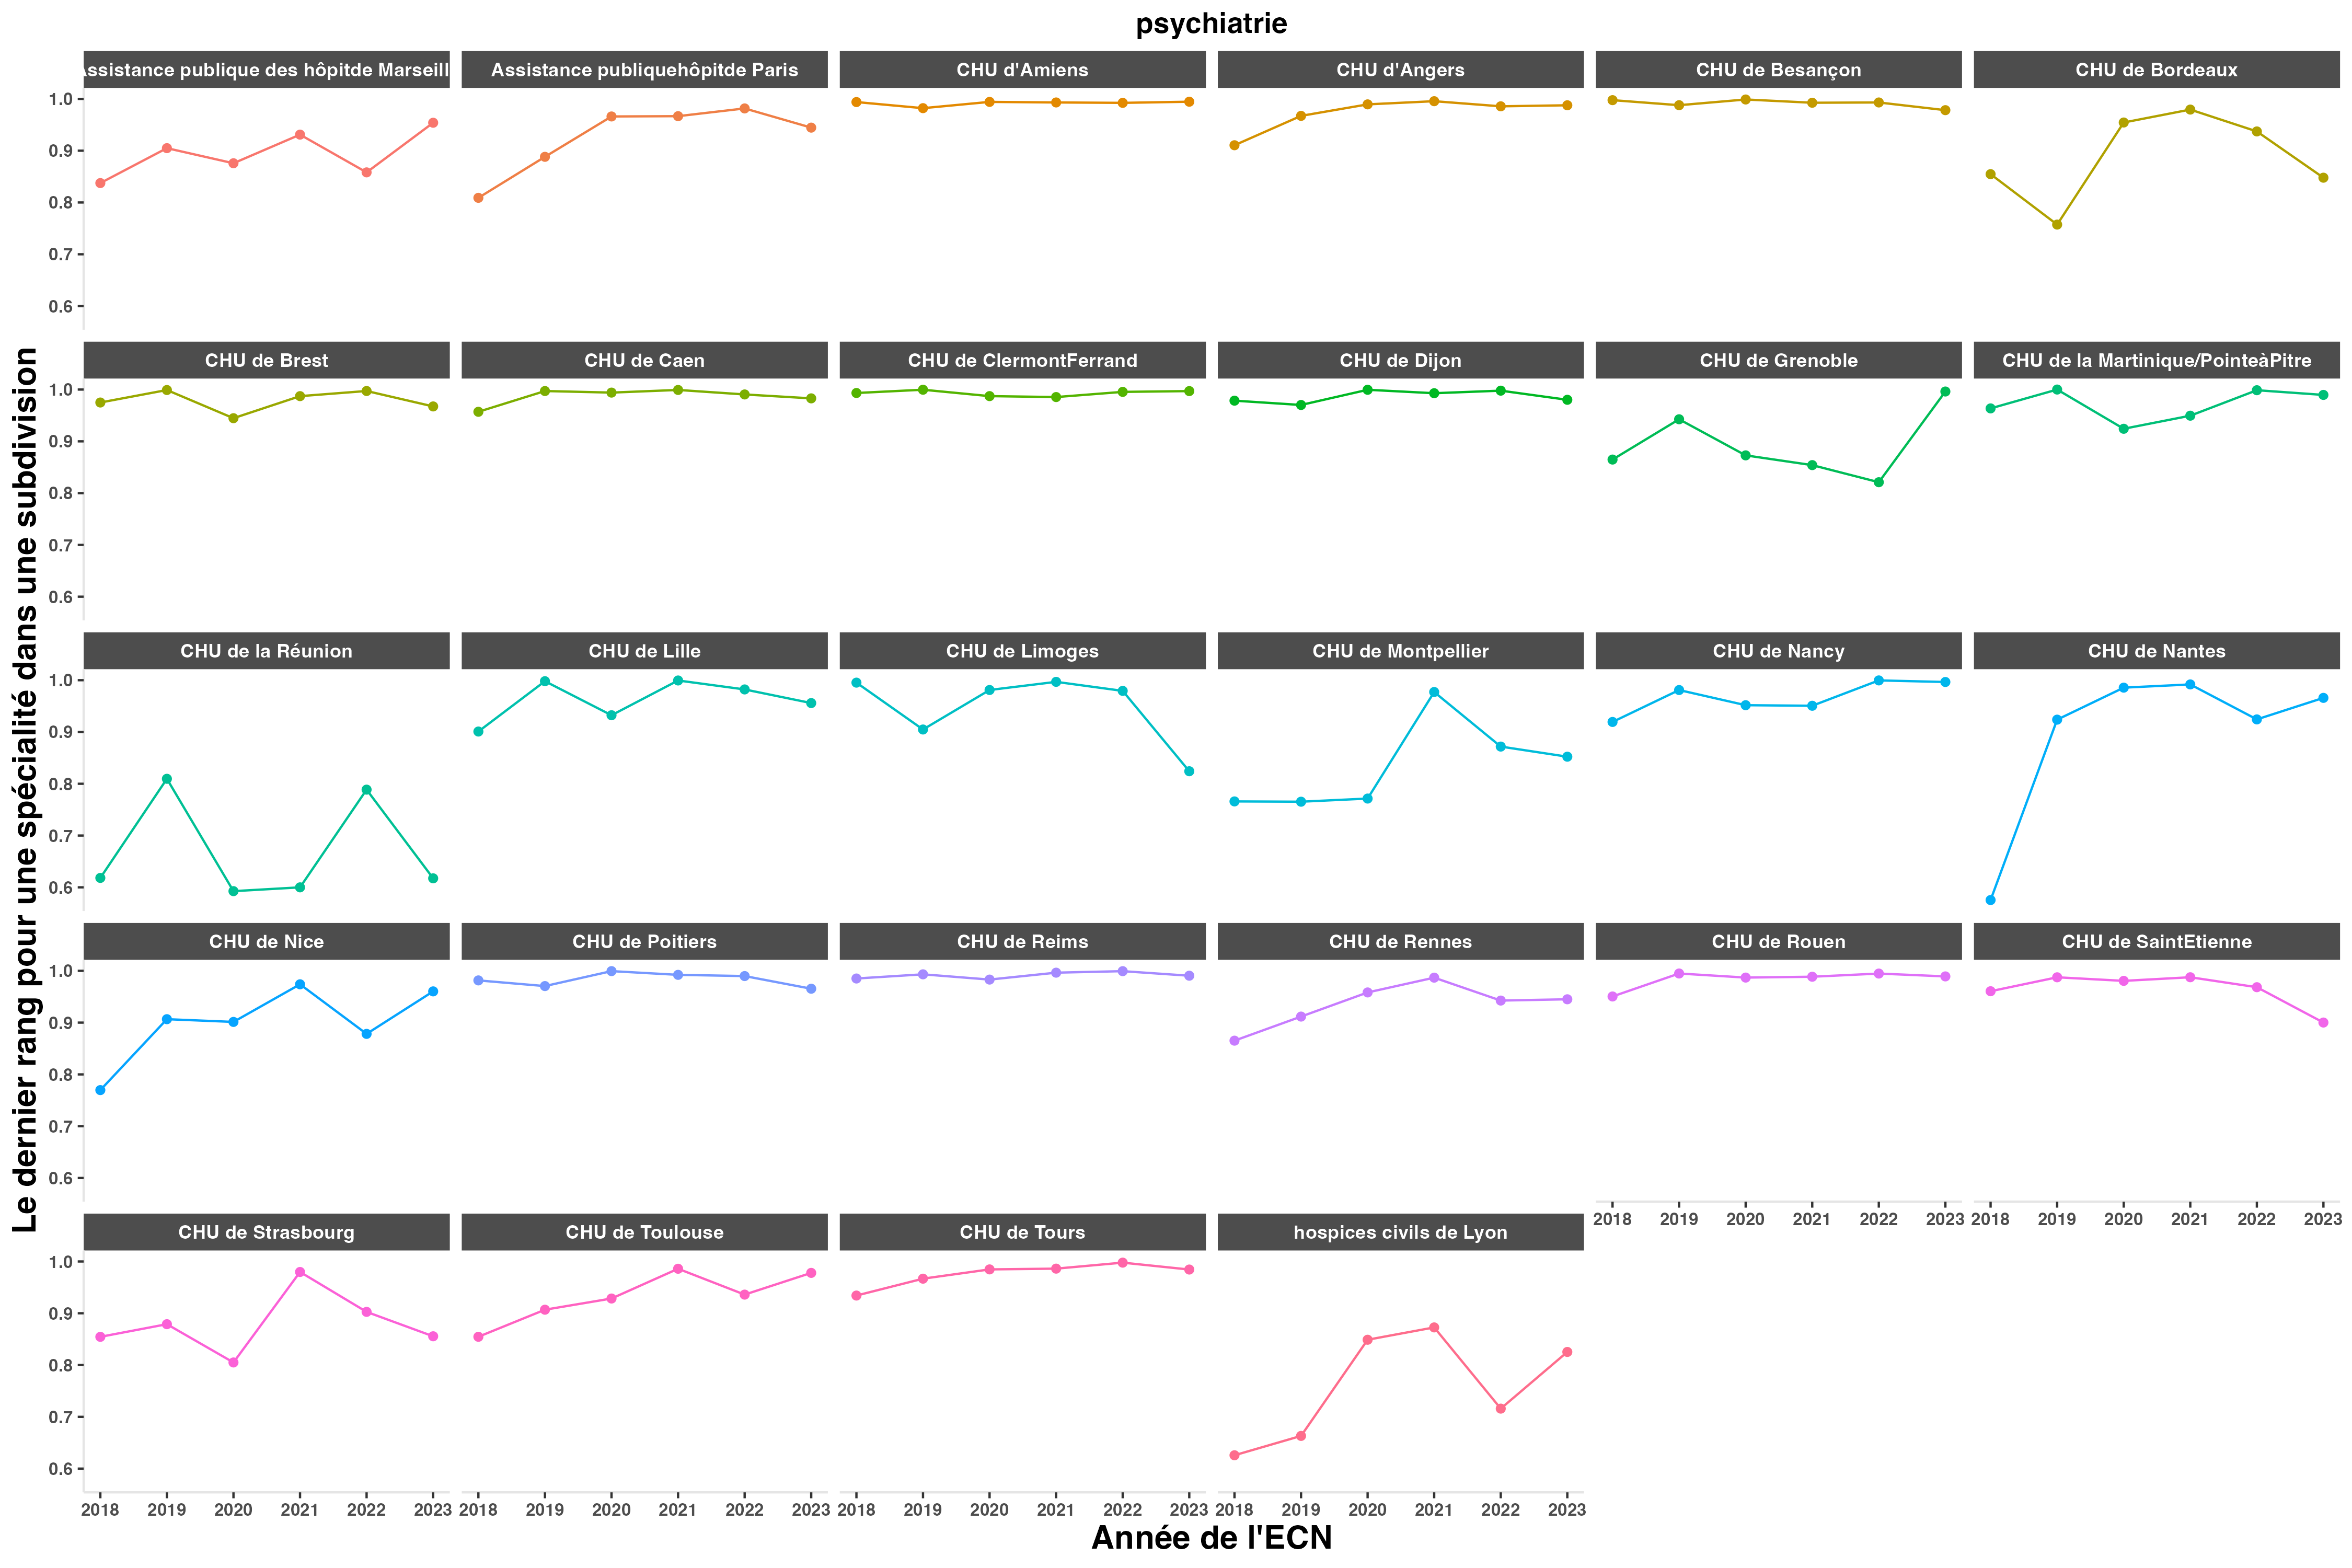 psychiatrie
Assistance publique des hôpitde Marseill
Assistance publiquehôpitde Paris
CHU d'Amiens
CHU d'Angers
CHU de Besançon
CHU de Bordeaux
1.0
0.9
0.8
0.7
0.6
CHU de Brest
CHU de Caen
CHU de ClermontFerrand
CHU de Dijon
CHU de Grenoble
CHU de la Martinique/PointeàPitre
1.0
0.9
0.8
0.7
0.6
CHU de la Réunion
CHU de Lille
CHU de Limoges
CHU de Montpellier
CHU de Nancy
CHU de Nantes
1.0
0.9
0.8
0.7
0.6
CHU de Nice
CHU de Poitiers
CHU de Reims
CHU de Rennes
CHU de Rouen
CHU de SaintEtienne
1.0
0.9
0.8
0.7
0.6
2018 2019 2020 2021 2022 2023
2018 2019 2020 2021 2022 2023
CHU de Strasbourg
CHU de Toulouse
CHU de Tours
hospices civils de Lyon
1.0
0.9
0.8
0.7
0.6
2018 2019 2020 2021 2022 2023
2018 2019 2020 2021 2022 2023
2018 2019 2020 2021 2022 2023
2018 2019 2020 2021 2022 2023
Année de l'ECN
Le dernier rang pour une spécialité dans une subdivision